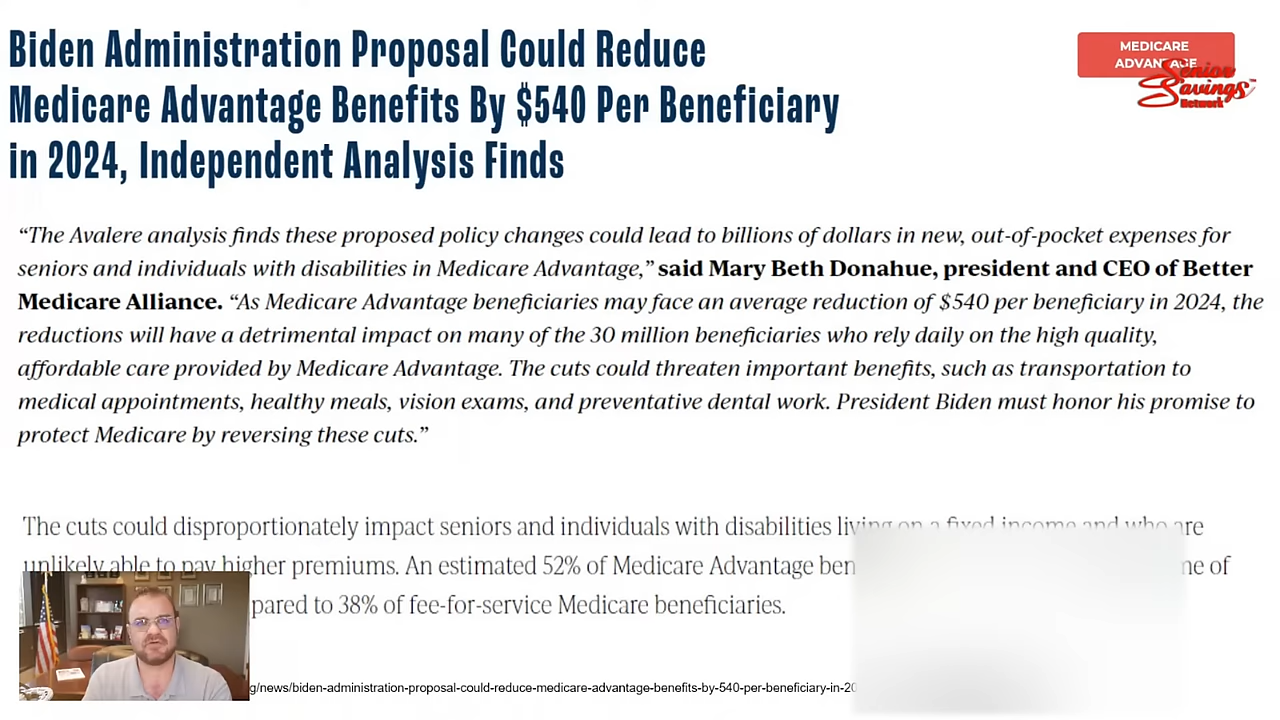 Biden Administration Proposal Could Reduce
Medicare Advantage Benefits By $540 Per Beneficiary
in 2024, Independent Analysis Finds
MEDICARE
ADVANTAGE
Senior
Savings
Network
“The Avalere analysis finds these proposed policy changes could lead to billions of dollars in new, out-of-pocket expenses for
seniors and individuals with disabilities in Medicare Advantage,” said Mary Beth Donahue, president and CEO of Better
Medicare Alliance. “As Medicare Advantage beneficiaries may face an average reduction of $540 per beneficiary in 2024, the
reductions will have a detrimental impact on many of the 30 million beneficiaries who rely daily on the high quality,
affordable care provided by Medicare Advantage. The cuts could threaten important benefits, such as transportation to
medical appointments, healthy meals, vision exams, and preventative dental work. President Biden must honor his promise to
protect Medicare by reversing these cuts.”
The cuts could disproportionately impact seniors and individuals with disabilities living on a fixed income and who are
unlikely able to pay higher premiums. An estimated 52% of Medicare Advantage ben ne of
pared to 38% of fee-for-service Medicare beneficiaries.
g/news/biden-administration-proposal-could-reduce-medicare-advantage-benefits-by-540-per-beneficiary-in-20